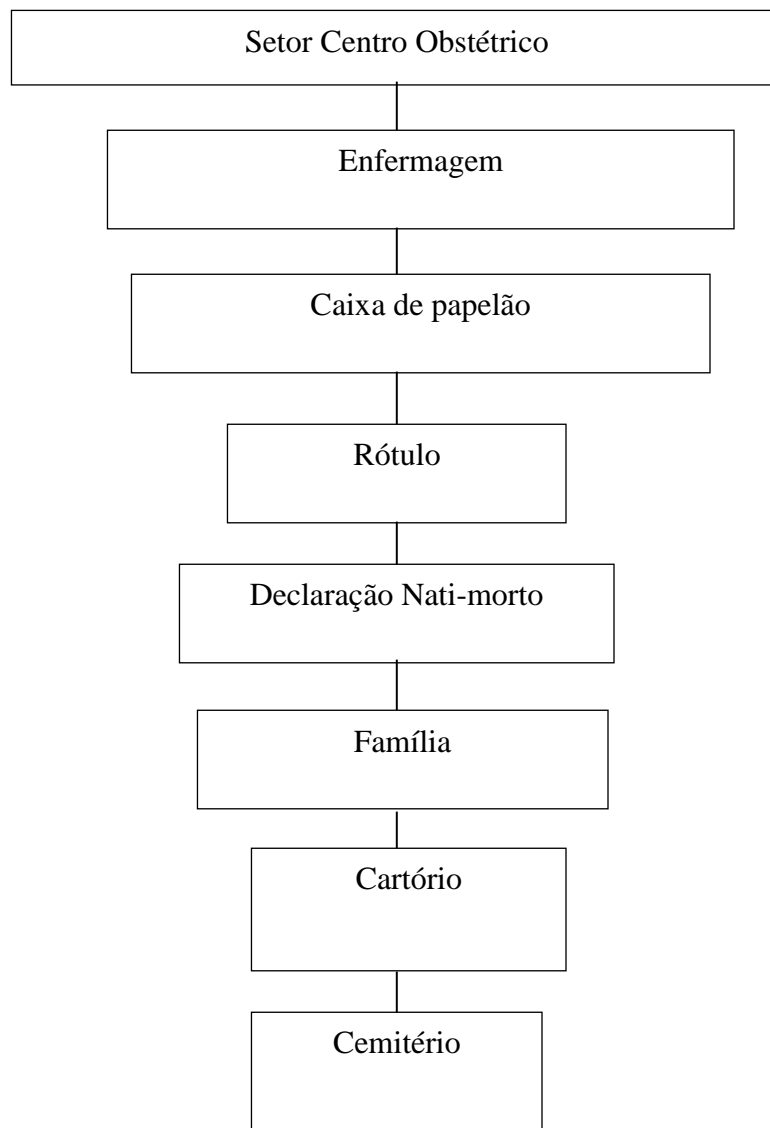 Setor Centro Obstétrico
Enfermagem
Caixa de papelão
Rótulo
Declaração Nati-morto
Família
Cartório
Cemitério